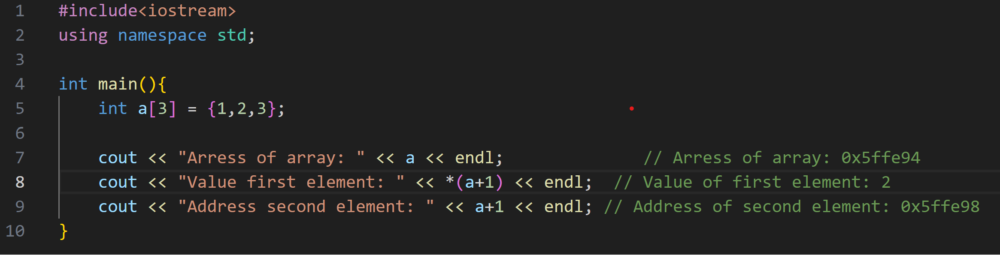 1 #include<iostream>
2 using namespace std;
3
4 int main(){
5 int a[3] = {1,2,3};
6
7 cout << "Arress of array: " << a << endl; // Arress of array: 0x5ffe94
8 cout << "Value first element: " << *(a+1) << endl; // Value of first element: 2
9 cout << "Address second element: " << a+1 << endl; // Address of second element: 0x5ffe98
10 }